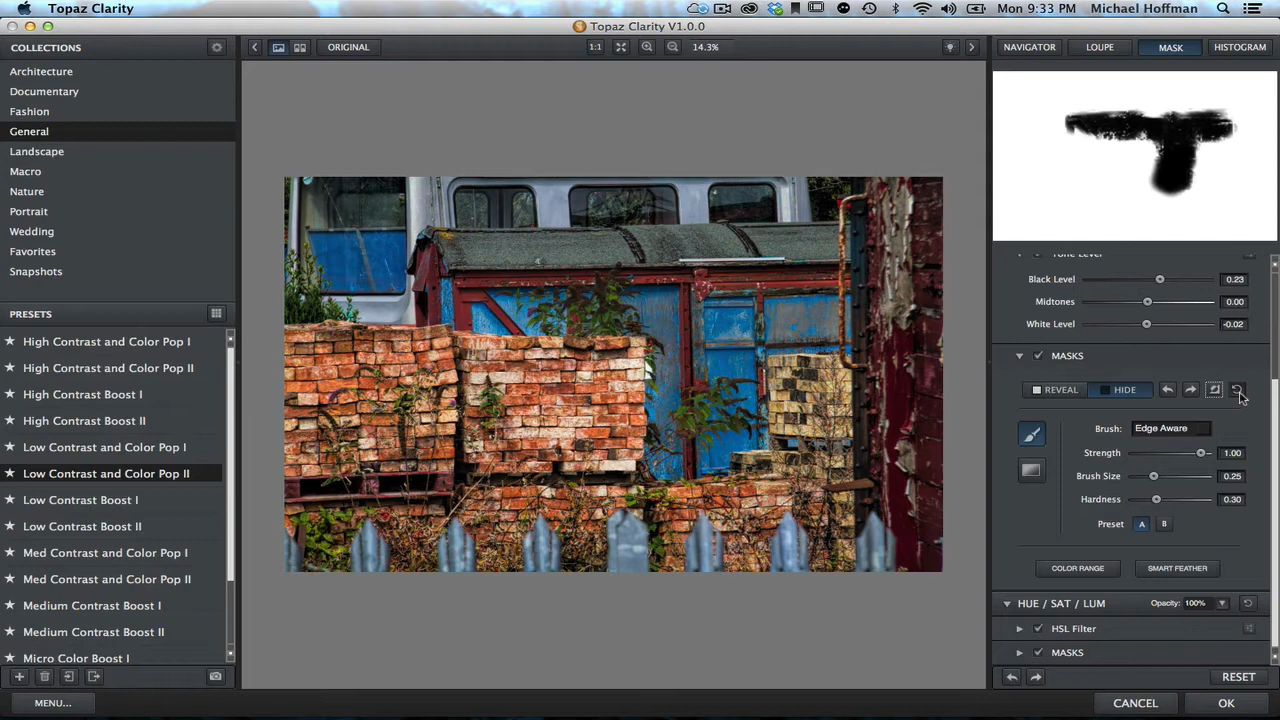 Topaz Clarity
Mon 9:33 PM
Michael Hoffman
Topaz Clarity V1.0.0
COLLECTIONS
Architecture
Documentary
Fashion
General
Landscape
Macro
Nature
Portrait
Wedding
Favorites
Snapshots
PRESETS
High Contrast and Color Pop I
High Contrast and Color Pop II
High Contrast Boost I
High Contrast Boost II
Low Contrast and Color Pop I
Low Contrast and Color Pop II
Low Contrast Boost I
Low Contrast Boost II
Med Contrast and Color Pop I
Med Contrast and Color Pop II
Medium Contrast Boost I
Medium Contrast Boost II
Micro Color Boost I
MENU...
ORIGINAL
1:1
14.3%
NAVIGATOR
LOUPE
MASK
HISTOGRAM
Tone Level
Black Level 0.23
Midtones 0.00
White Level -0.02
MASKS
REVEAL
HIDE
Brush: Edge Aware
Strength 1.00
Brush Size 0.25
Hardness 0.30
Preset A B
COLOR RANGE
SMART FEATHER
HUE / SAT / LUM
Opacity: 100%
HSL Filter
MASKS
RESET
CANCEL
OK